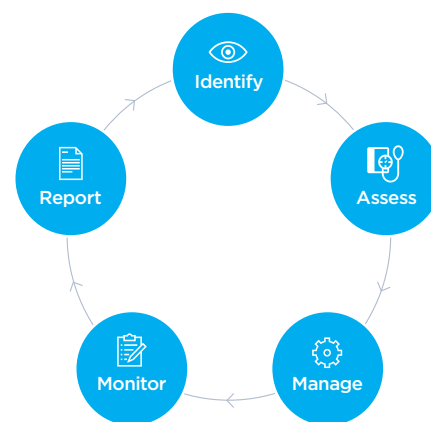 Identify
Assess
Manage
Monitor
Report